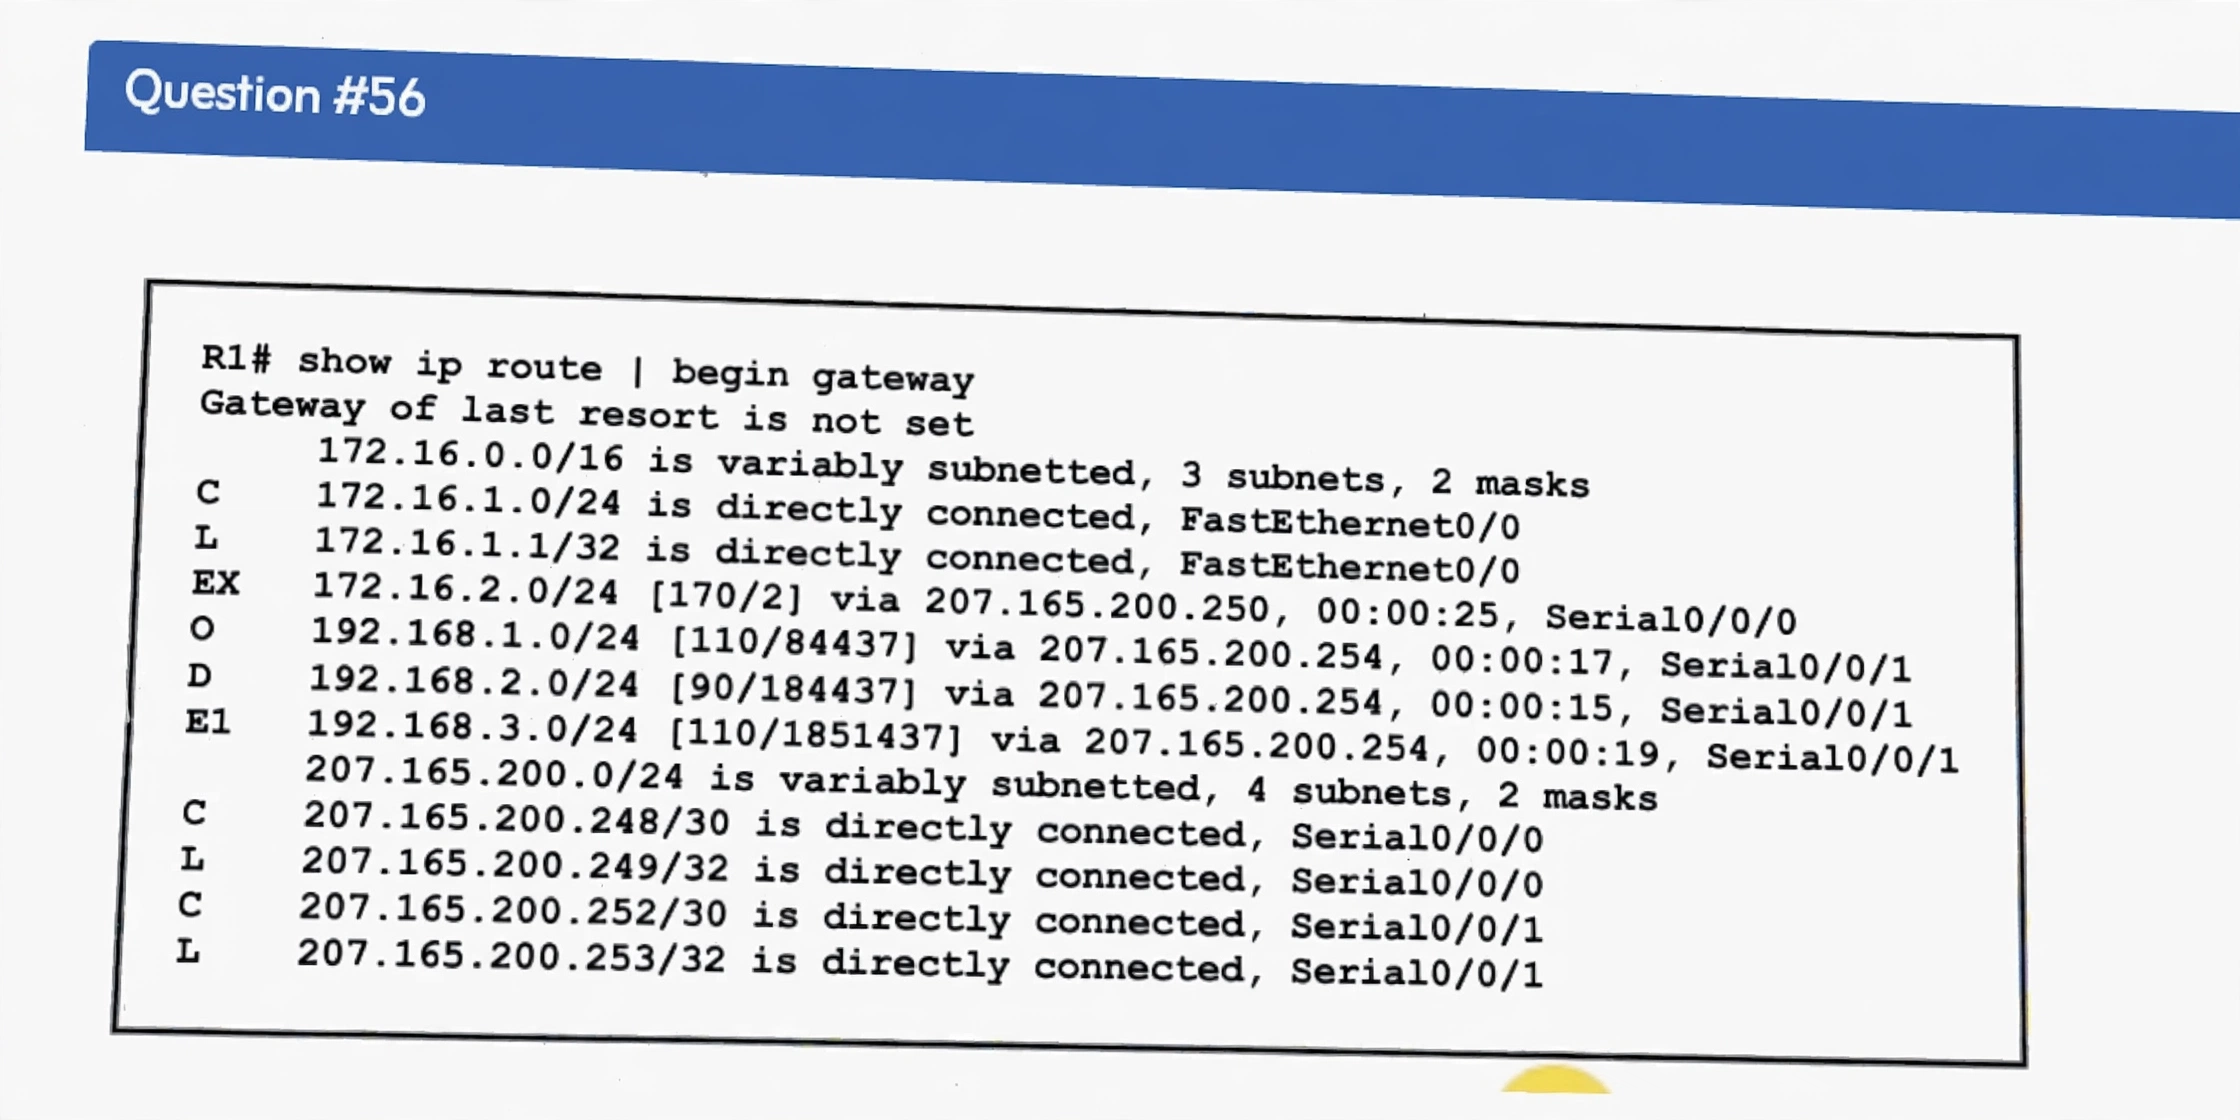 Question #56
R1# show ip route | begin gateway
Gateway of last resort is not set
172.16.0.0/16 is variably subnetted, 3 subnets, 2 masks
C 172.16.1.0/24 is directly connected, FastEthernet0/0
L 172.16.1.1/32 is directly connected, FastEthernet0/0
EX 172.16.2.0/24 [170/2] via 207.165.200.250, 00:00:25, Serial0/0/0
O 192.168.1.0/24 [110/84437] via 207.165.200.254, 00:00:17, Serial0/0/1
D 192.168.2.0/24 [90/184437] via 207.165.200.254, 00:00:15, Serial0/0/1
E1 192.168.3.0/24 [110/1851437] via 207.165.200.254, 00:00:19, Serial0/0/1
207.165.200.0/24 is variably subnetted, 4 subnets, 2 masks
C 207.165.200.248/30 is directly connected, Serial0/0/0
L 207.165.200.249/32 is directly connected, Serial0/0/0
C 207.165.200.252/30 is directly connected, Serial0/0/1
L 207.165.200.253/32 is directly connected, Serial0/0/1